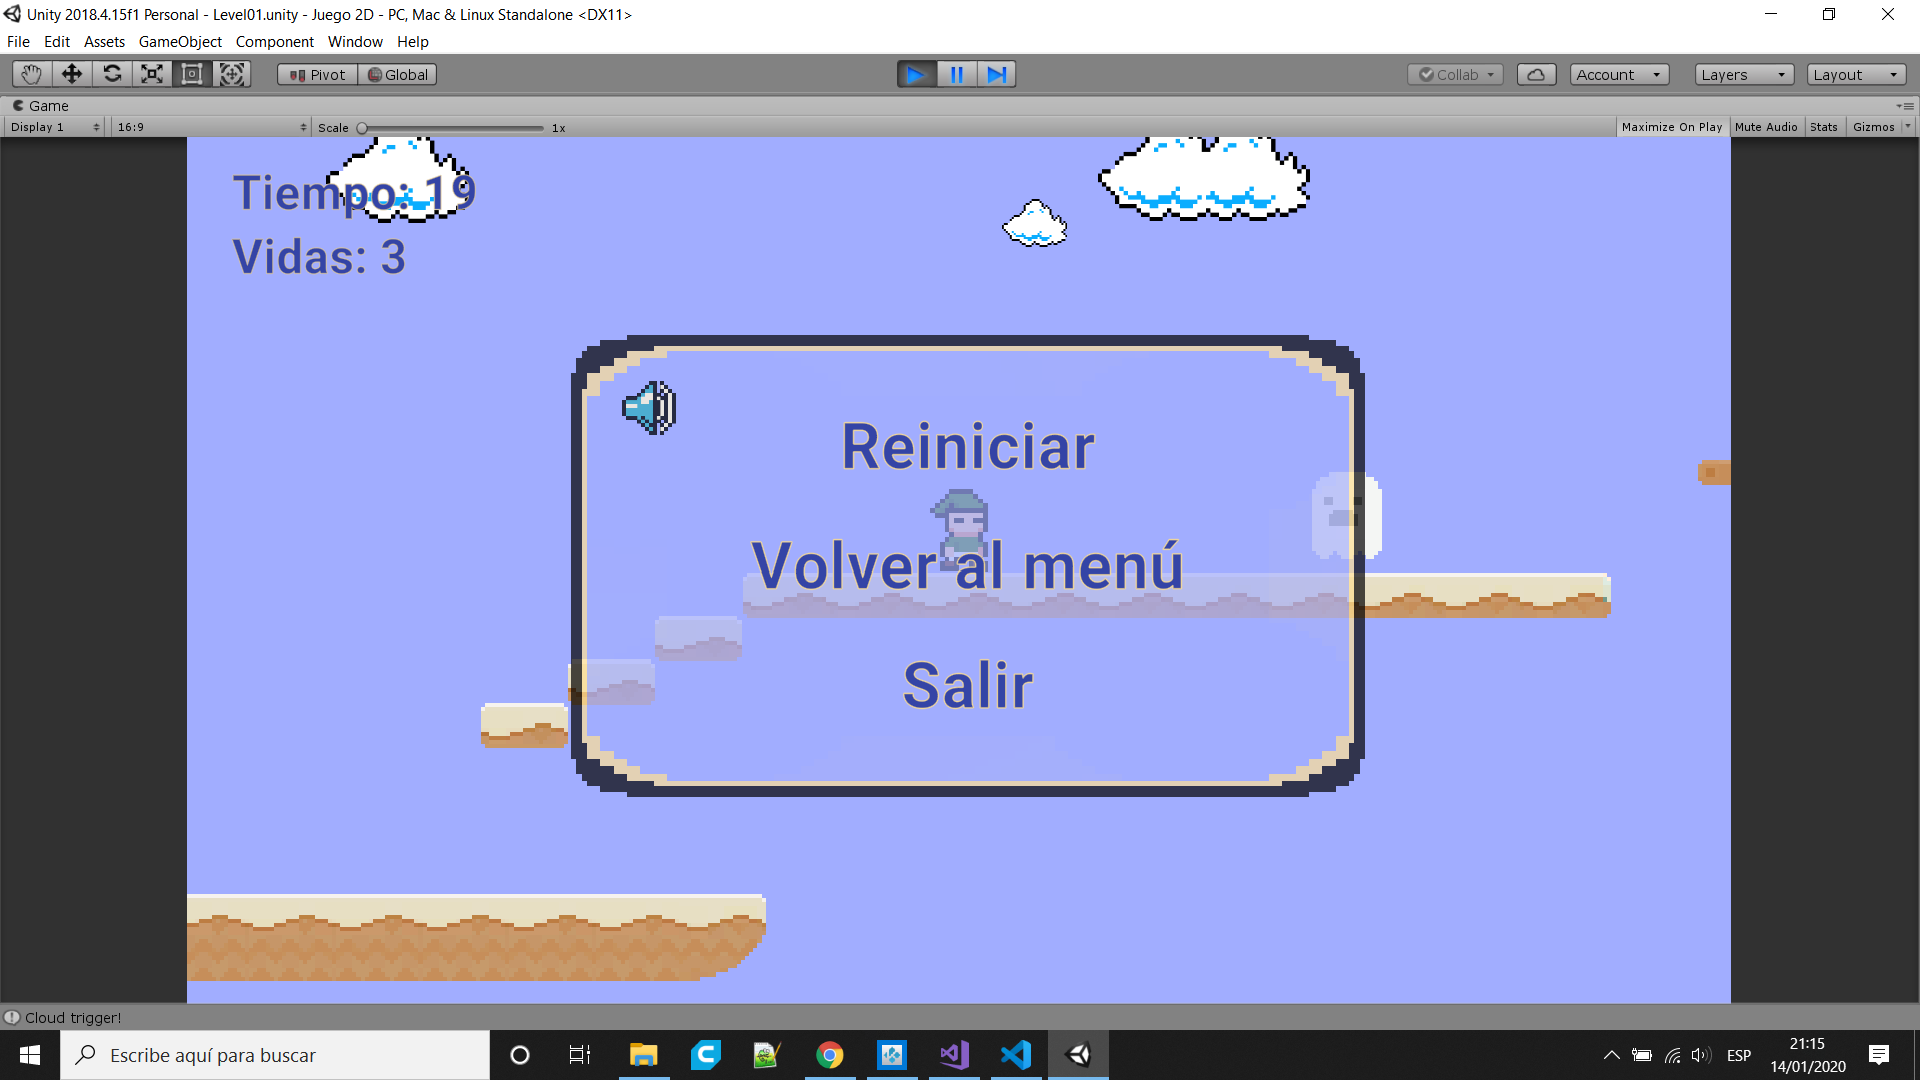 Unity 2018.4.15f1 Personal - Level01.unity - Juego 2D - PC, Mac & Linux Standalone <DX11>
File Edit Assets GameObject Component Window Help
Pivot Global Collab Account Layers Layout
Game
Display 1 16:9 Scale 1x Maximize On Play Mute Audio Stats Gizmos
Tiempo: 19
Vidas: 3
Reiniciar
Volver al menú
Salir
Cloud trigger!
Escribe aquí para buscar
ESP
21:15
14/01/2020